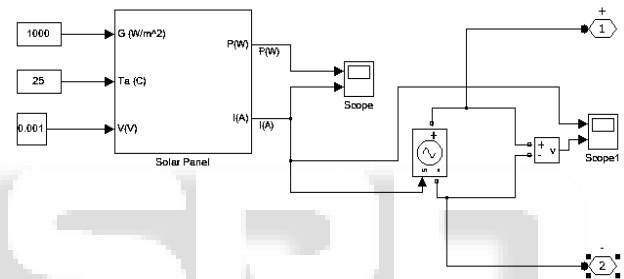 1000
G (W/m^2)
P(W)
P(W)
25
Ta (C)
0.001
V(V)
I(A)
I(A)
Solar Panel
Scope
+
1
+
s
-
+
-
v
Scope1
-
2